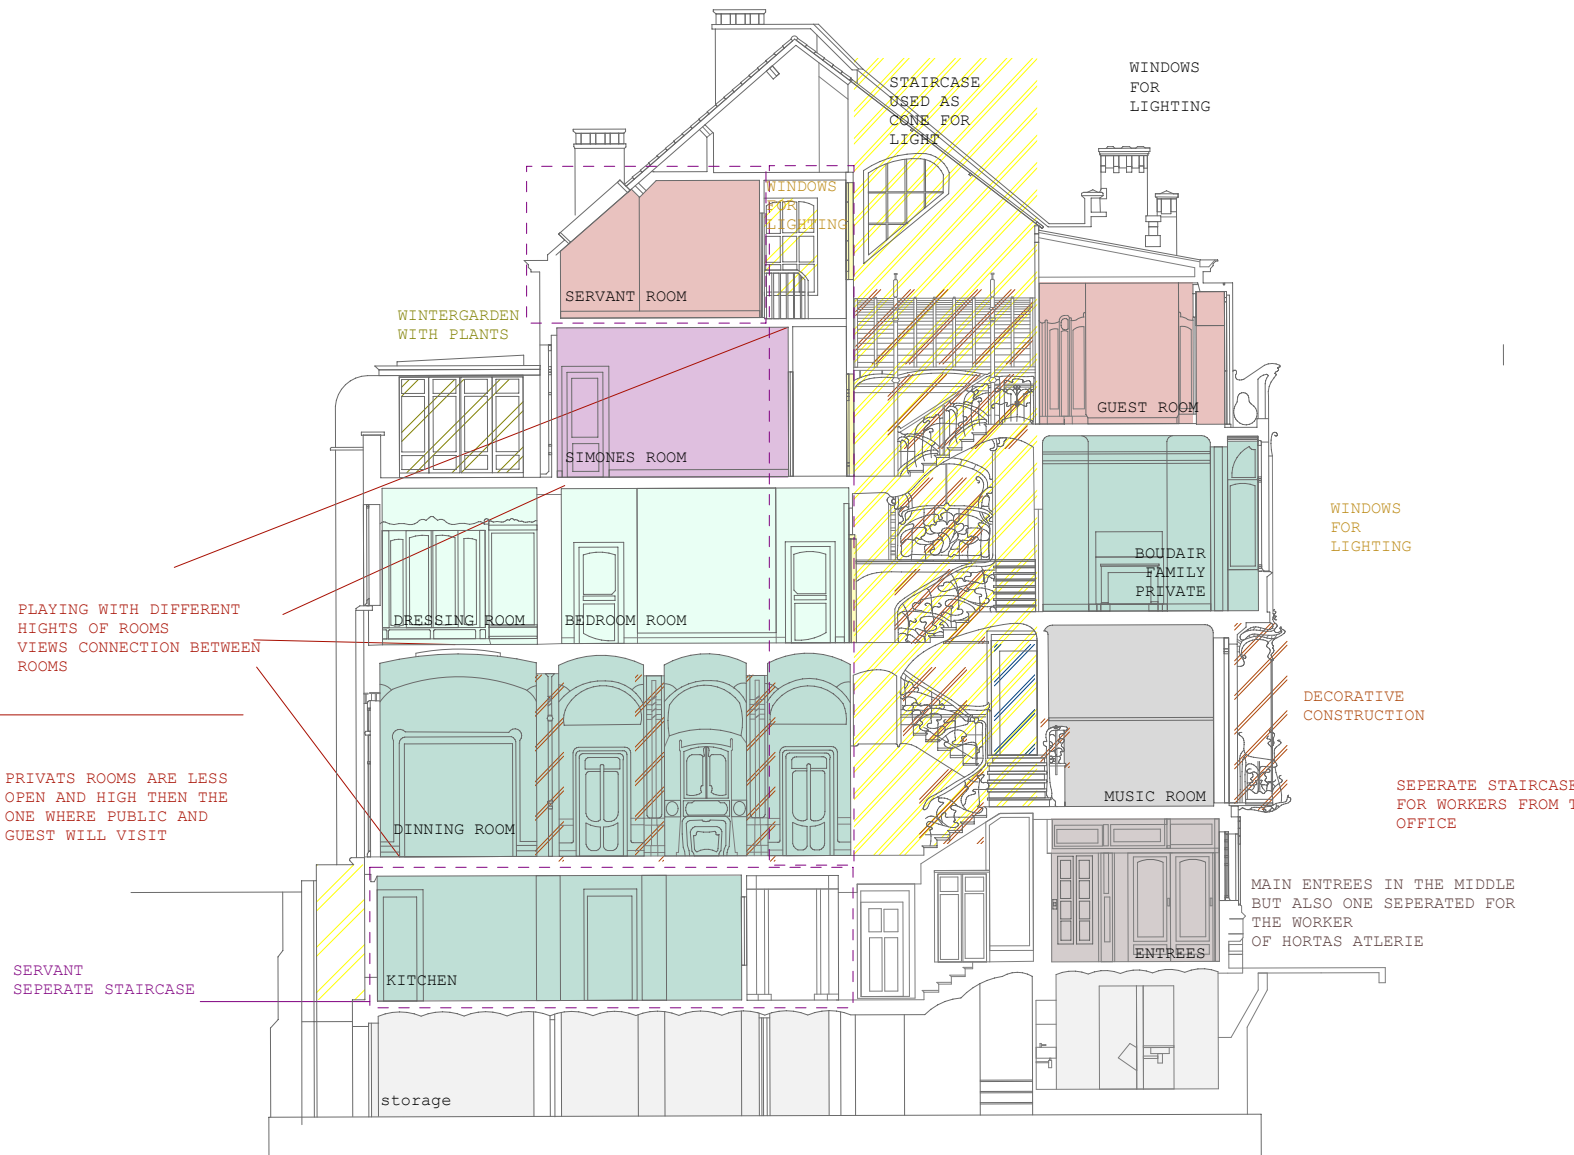 STAIRCASE
USED AS
CONE FOR
LIGHT
WINDOWS
FOR
LIGHTING
WINDOWS
FOR
LIGHTING
SERVANT ROOM
WINTERGARDEN
WITH PLANTS
GUEST ROOM
SIMONES ROOM
WINDOWS
FOR
LIGHTING
BOUDAIR
FAMILY
PRIVATE
DRESSING ROOM
BEDROOM ROOM
PLAYING WITH DIFFERENT
HIGHTS OF ROOMS
VIEWS CONNECTION BETWEEN
ROOMS
DECORATIVE
CONSTRUCTION
PRIVATS ROOMS ARE LESS
OPEN AND HIGH THEN THE
ONE WHERE PUBLIC AND
GUEST WILL VISIT
MUSIC ROOM
SEPERATE STAIRCASE
FOR WORKERS FROM T
OFFICE
DINNING ROOM
MAIN ENTREES IN THE MIDDLE
BUT ALSO ONE SEPERATED FOR
THE WORKER
OF HORTAS ATLERIE
ENTREES
SERVANT
SEPERATE STAIRCASE
KITCHEN
storage